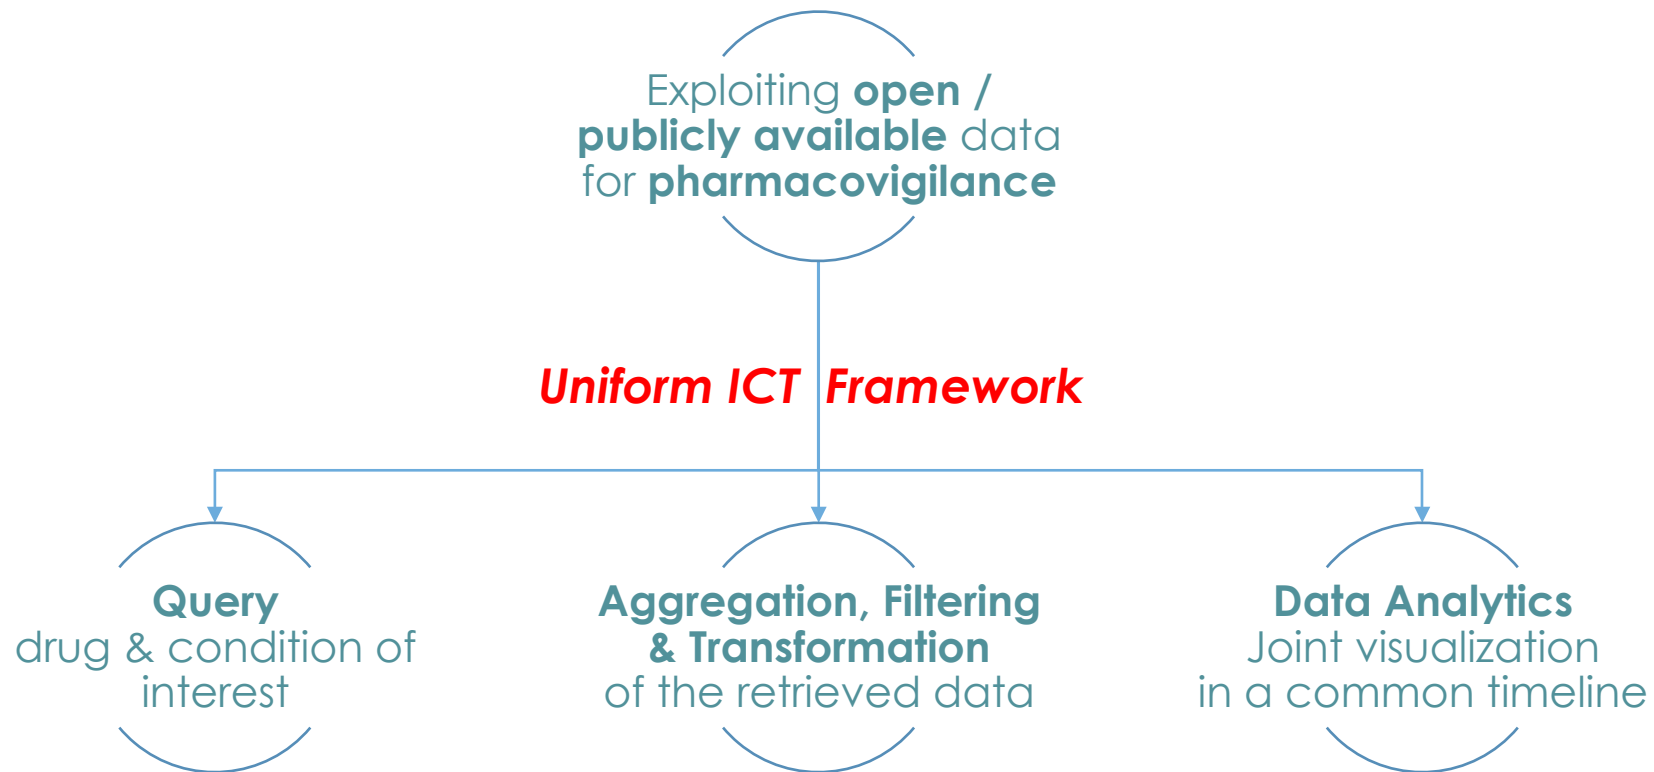 Exploiting open /
publicly available data
for pharmacovigilance
Uniform ICT Framework
Query
drug & condition of
interest
Aggregation, Filtering
& Transformation
of the retrieved data
Data Analytics
Joint visualization
in a common timeline